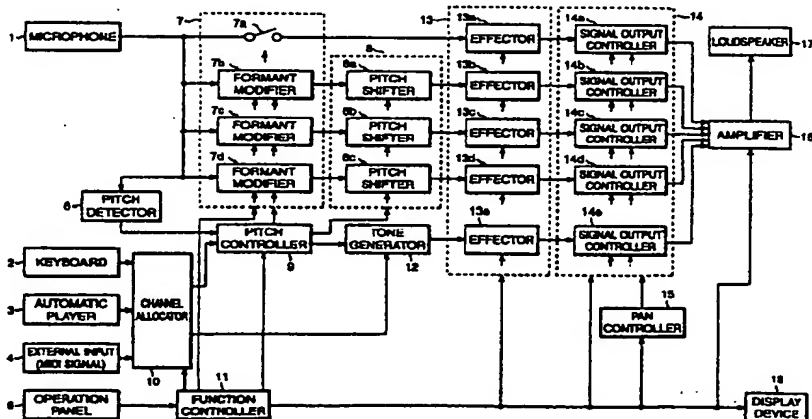 7 7a 13 13a 14a 14
1 MICROPHONE EFFECTOR SIGNAL OUTPUT CONTROLLER LOUDSPEAKER 17
8
7b 8a 13b 14b
FORMANT MODIFIER PITCH SHIFTER EFFECTOR SIGNAL OUTPUT CONTROLLER
7c 8b 13c 14c
FORMANT MODIFIER PITCH SHIFTER EFFECTOR SIGNAL OUTPUT CONTROLLER AMPLIFIER 16
7d 8c 13d 14d
FORMANT MODIFIER PITCH SHIFTER EFFECTOR SIGNAL OUTPUT CONTROLLER
6 PITCH DETECTOR
13e 14e
PITCH CONTROLLER TONE GENERATOR EFFECTOR SIGNAL OUTPUT CONTROLLER
9 12
2 KEYBOARD
CHANNEL ALLOCATOR
3 AUTOMATIC PLAYER
15
PAN CONTROLLER
4 EXTERNAL INPUT (MIDI SIGNAL)
10 11
5 OPERATION PANEL FUNCTION CONTROLLER
18
DISPLAY DEVICE